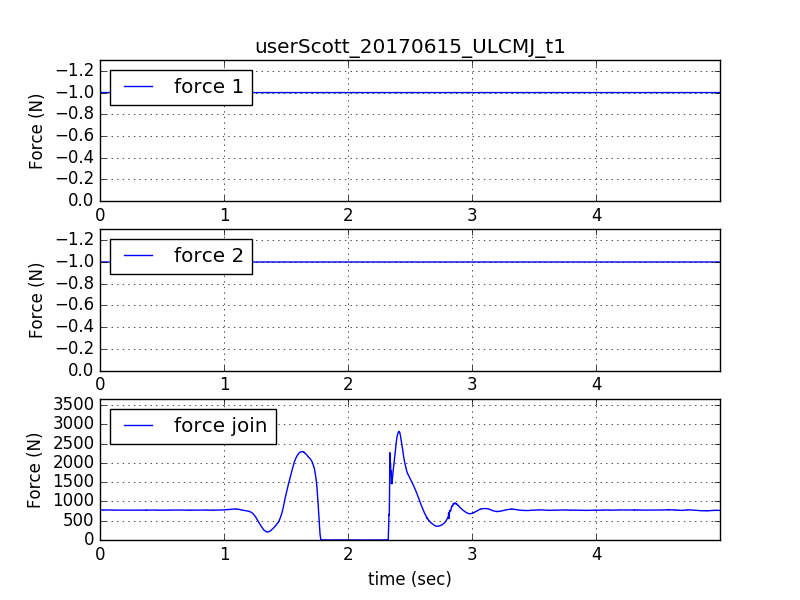 userScott_20170615_ULCMJ_t1
−1.2
−1.0
−0.8
−0.6
−0.4
−0.2
0.0
Force (N)
force 1
0 1 2 3 4
−1.2
−1.0
−0.8
−0.6
−0.4
−0.2
0.0
Force (N)
force 2
0 1 2 3 4
3500
3000
2500
2000
1500
1000
500
0
Force (N)
force join
0 1 2 3 4
time (sec)